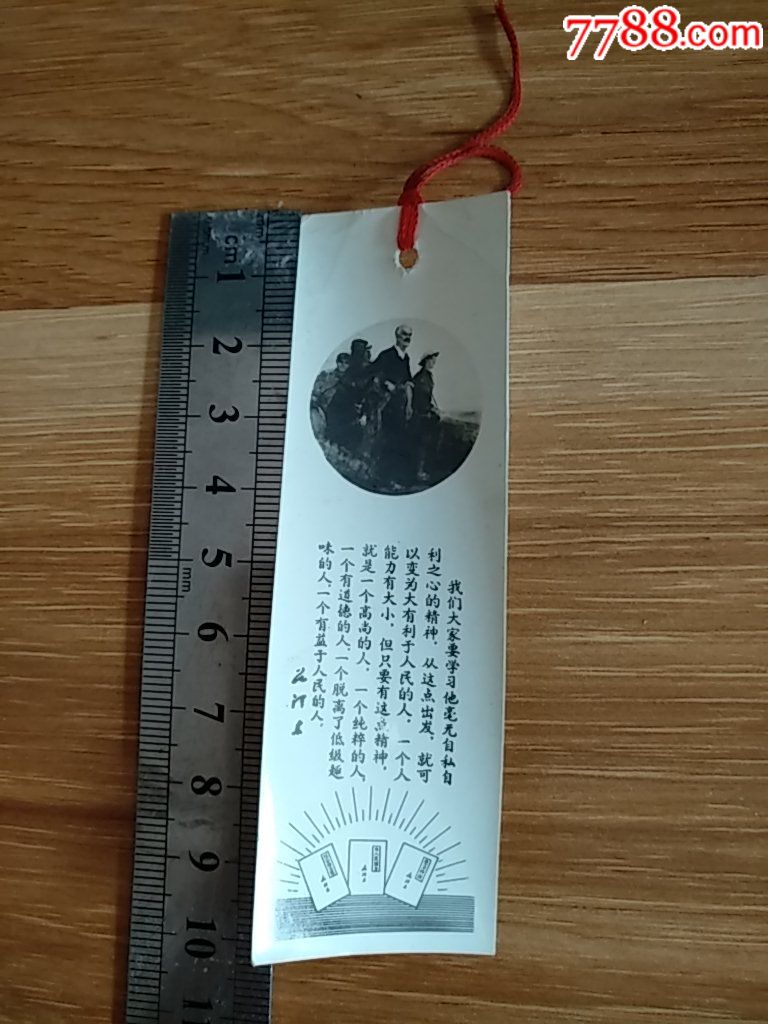 7788.com
cm
1
2
3
4
5
mm
6
7
8
9
10
我们大家要学习他毫无自私自
利之心的精神．从这点出发，就可
以变为大有利于人民的人。一个人
能力有大小，但只要有这点精神，
就是一个高尚的人，一个纯粹的人，
一个有道德的人，一个脱离了低级趣
味的人，一个有益于人民的人。
毛泽东